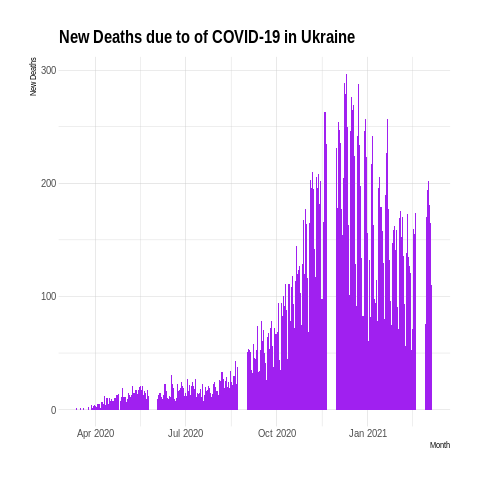 New Deaths due to of COVID-19 in Ukraine
New Deaths
300
200
100
0
Apr 2020 Jul 2020 Oct 2020 Jan 2021
Month